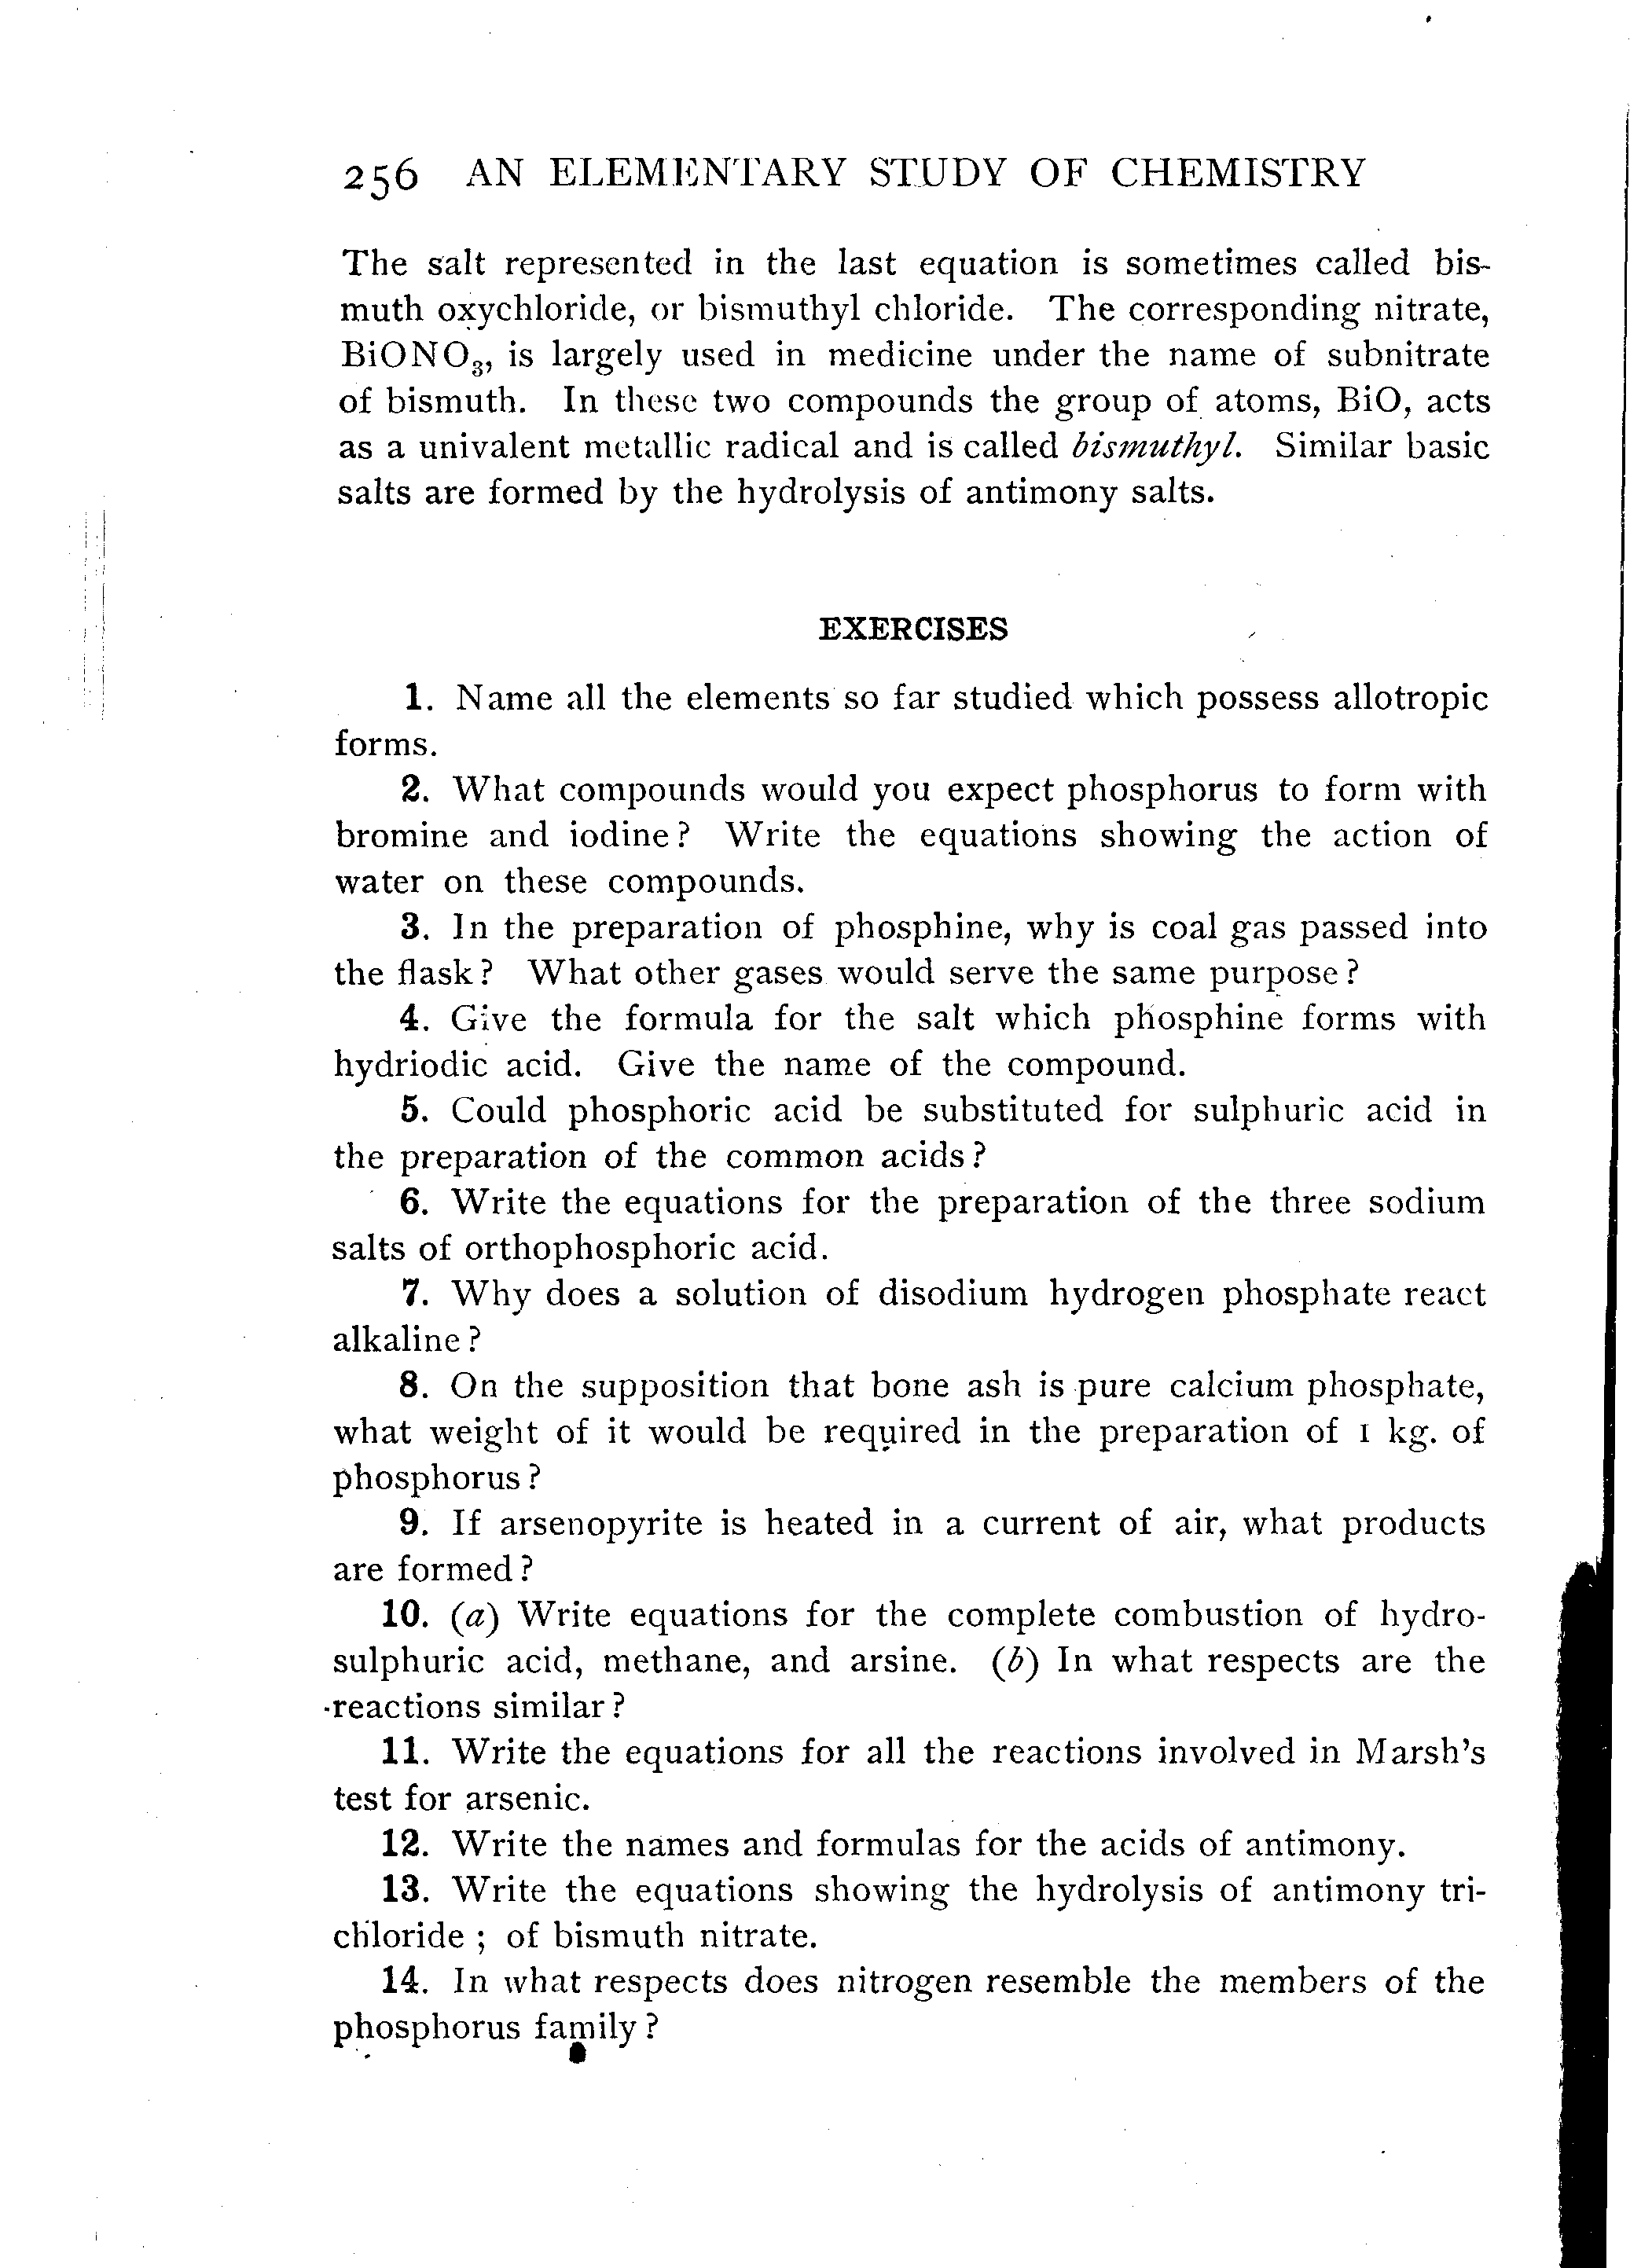 256 AN ELEMENTARY STUDY OF CHEMISTRY
The salt represented in the last equation is sometimes called bis-
muth oxychloride, or bismuthyl chloride. The corresponding nitrate,
BiONO₃, is largely used in medicine under the name of subnitrate
of bismuth. In these two compounds the group of atoms, BiO, acts
as a univalent metallic radical and is called bismuthyl. Similar basic
salts are formed by the hydrolysis of antimony salts.
EXERCISES
1. Name all the elements so far studied which possess allotropic
forms.
2. What compounds would you expect phosphorus to form with
bromine and iodine? Write the equations showing the action of
water on these compounds.
3. In the preparation of phosphine, why is coal gas passed into
the flask? What other gases would serve the same purpose?
4. Give the formula for the salt which phosphine forms with
hydriodic acid. Give the name of the compound.
5. Could phosphoric acid be substituted for sulphuric acid in
the preparation of the common acids?
6. Write the equations for the preparation of the three sodium
salts of orthophosphoric acid.
7. Why does a solution of disodium hydrogen phosphate react
alkaline?
8. On the supposition that bone ash is pure calcium phosphate,
what weight of it would be required in the preparation of 1 kg. of
phosphorus?
9. If arsenopyrite is heated in a current of air, what products
are formed?
10. (a) Write equations for the complete combustion of hydro-
sulphuric acid, methane, and arsine. (b) In what respects are the
reactions similar?
11. Write the equations for all the reactions involved in Marsh's
test for arsenic.
12. Write the names and formulas for the acids of antimony.
13. Write the equations showing the hydrolysis of antimony tri-
chloride; of bismuth nitrate.
14. In what respects does nitrogen resemble the members of the
phosphorus family?